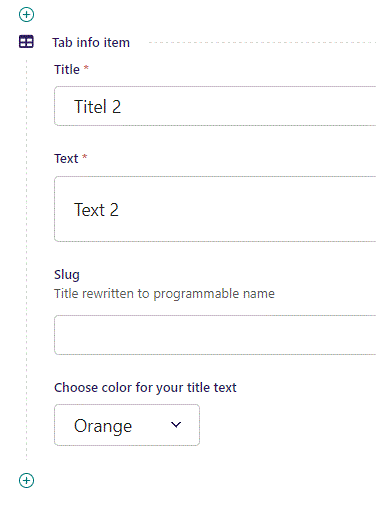 Tab info item
Title *
Titel 2
Text *
Text 2
Slug
Title rewritten to programmable name
Choose color for your title text
Orange